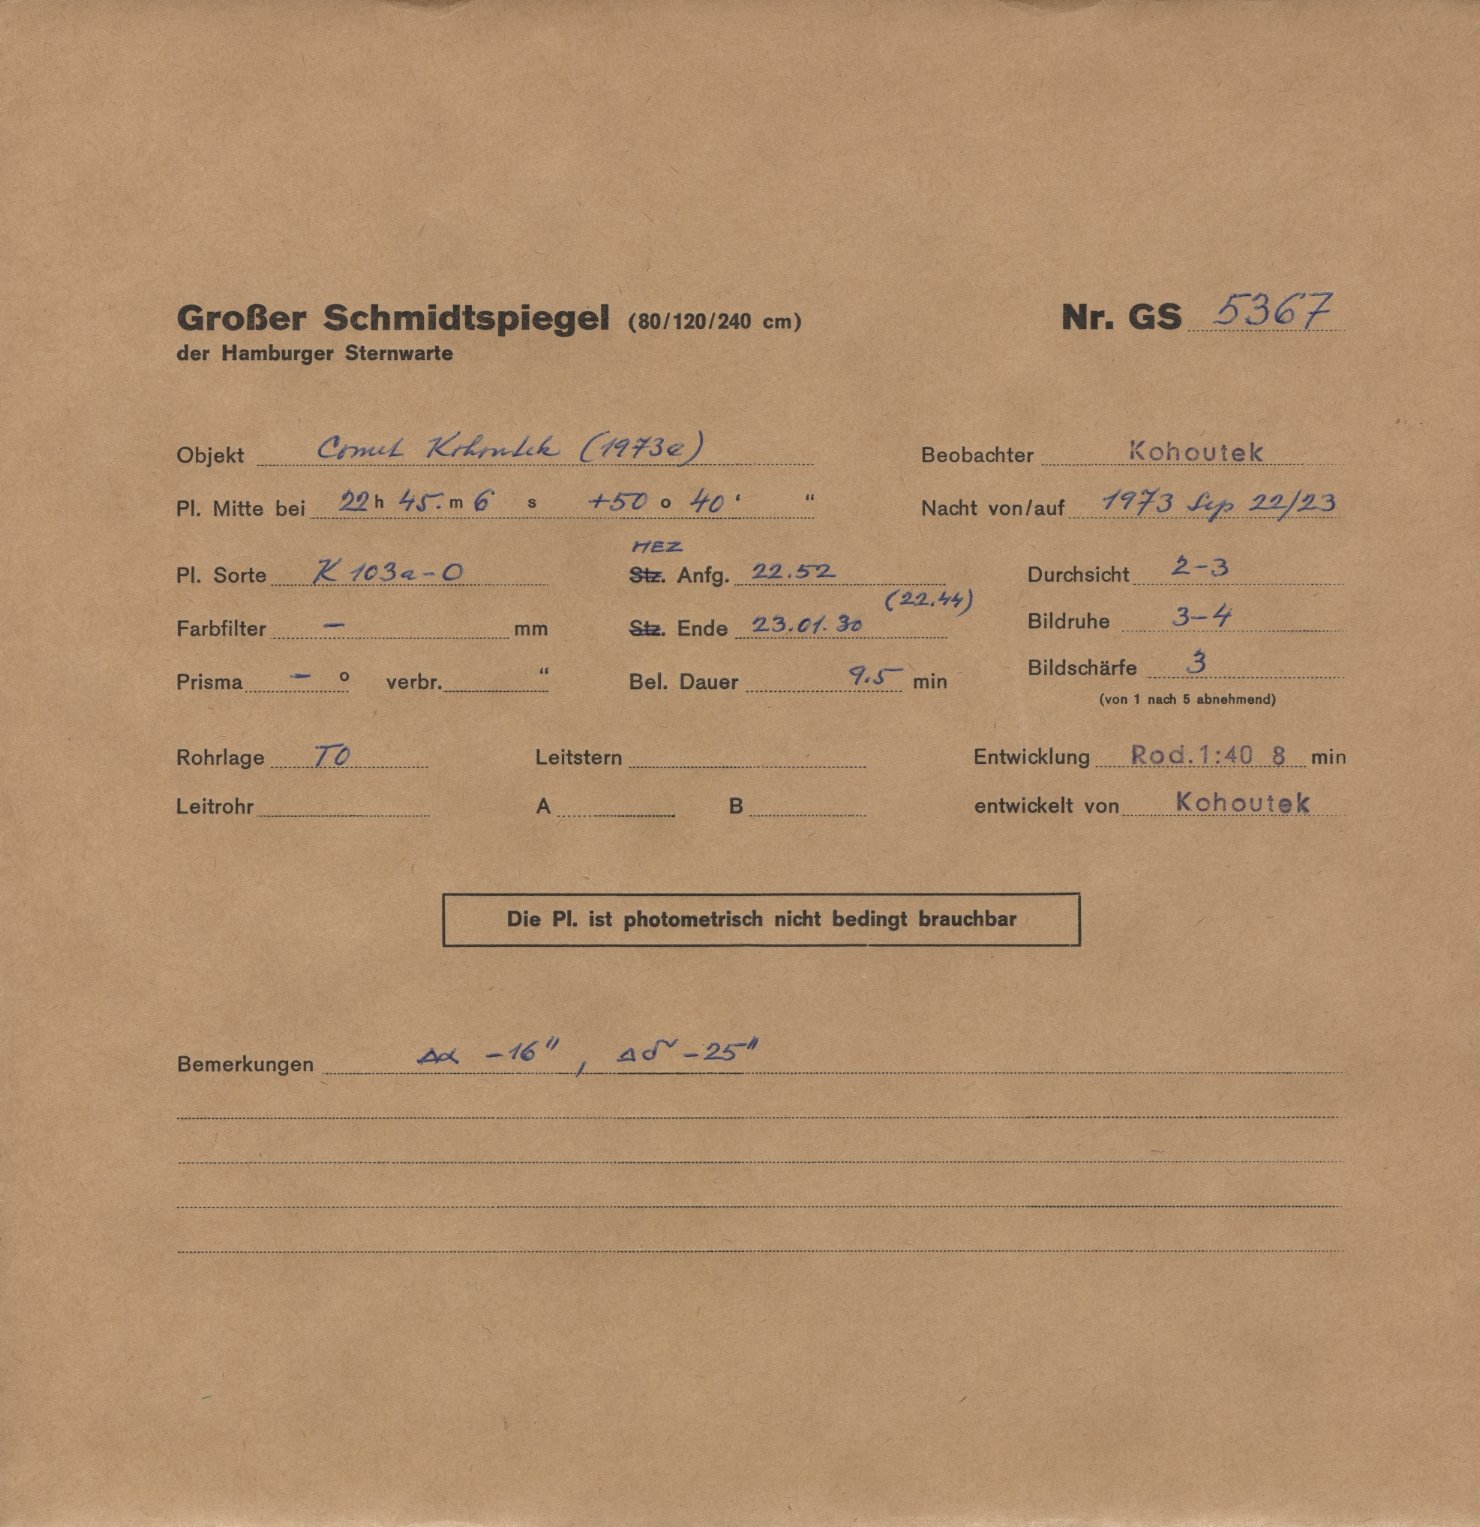 Großer Schmidtspiegel (80/120/240 cm) Nr. GS 5367
der Hamburger Sternwarte
Objekt Comet Kohoutek (1973e) Beobachter Kohoutek
Pl. Mitte bei 22 h 45. m 6 s +50 o 40 ‘ “ Nacht von/auf 1973 Sep 22/23
MEZ
Pl. Sorte K 103a-O Stz. Anfg. 22.52 Durchsicht 2-3
(22.44)
Farbfilter — mm Stz. Ende 23.01.30 Bildruhe 3-4
Prisma — o verbr. “ Bel. Dauer 9.5 min Bildschärfe 3
(von 1 nach 5 abnehmend)
Rohrlage TO Leitstern Entwicklung Rod.1:40 8 min
Leitrohr A B entwickelt von Kohoutek
Die Pl. ist photometrisch nicht bedingt brauchbar
Bemerkungen Δα -16" , Δδ -25"